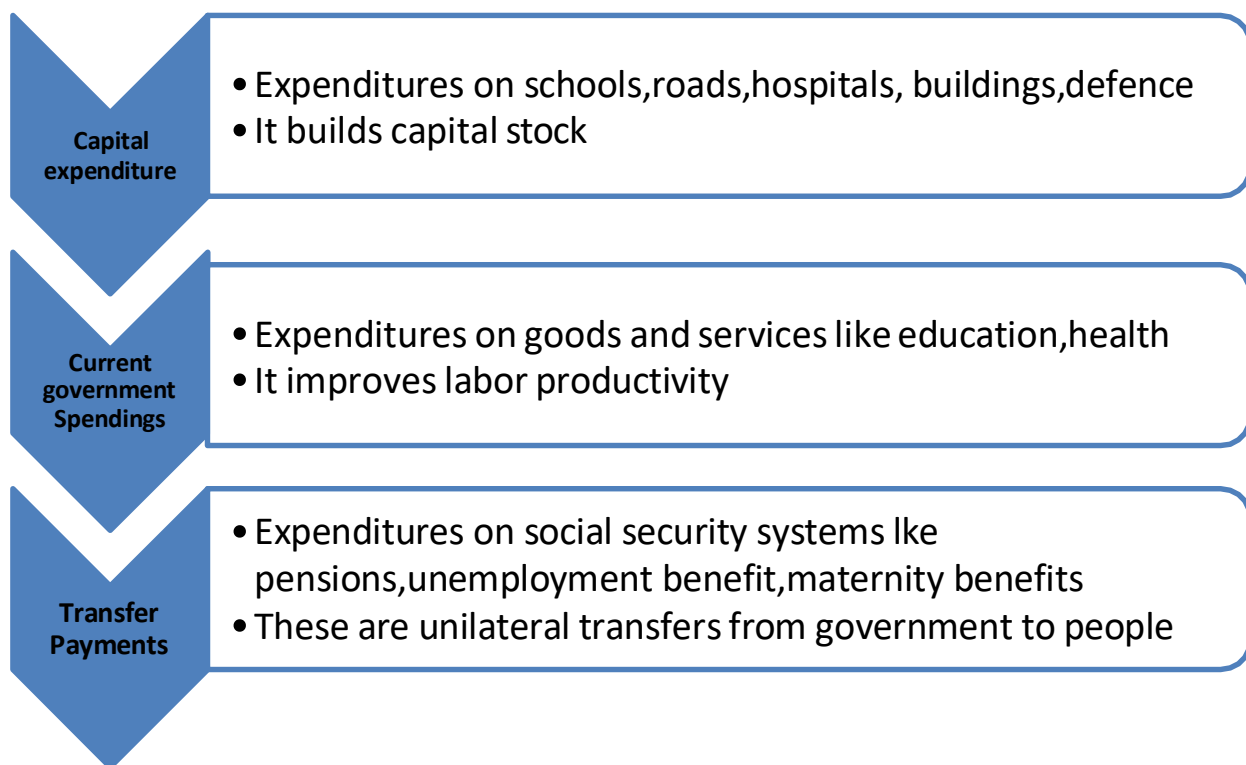 Capital
expenditure
• Expenditures on schools,roads,hospitals, buildings,defence
• It builds capital stock
Current
government
Spendings
• Expenditures on goods and services like education,health
• It improves labor productivity
Transfer
Payments
• Expenditures on social security systems lke
pensions,unemployment benefit,maternity benefits
• These are unilateral transfers from government to people